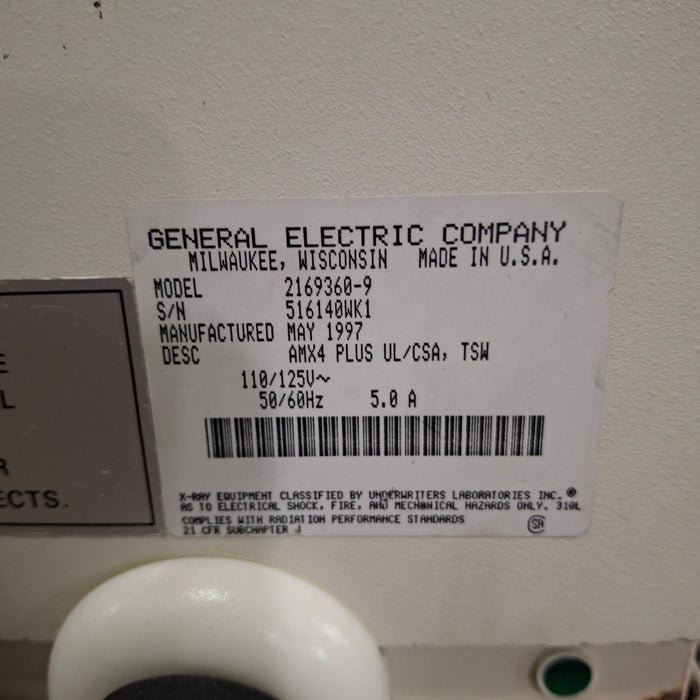 GENERAL ELECTRIC COMPANY
MILWAUKEE, WISCONSIN MADE IN U.S.A.
MODEL 2169360-9
S/N 516140WK1
MANUFACTURED MAY 1997
DESC AMX4 PLUS UL/CSA, TSW
110/125V~
50/60Hz 5.0 A
X-RAY EQUIPMENT CLASSIFIED BY UNDERWRITERS LABORATORIES INC.®
AS TO ELECTRICAL SHOCK, FIRE, AND MECHANICAL HAZARDS ONLY. 310L
COMPLIES WITH RADIATION PERFORMANCE STANDARDS
21 CFR SUBCHAPTER J
SA
E
L
R
ECTS.